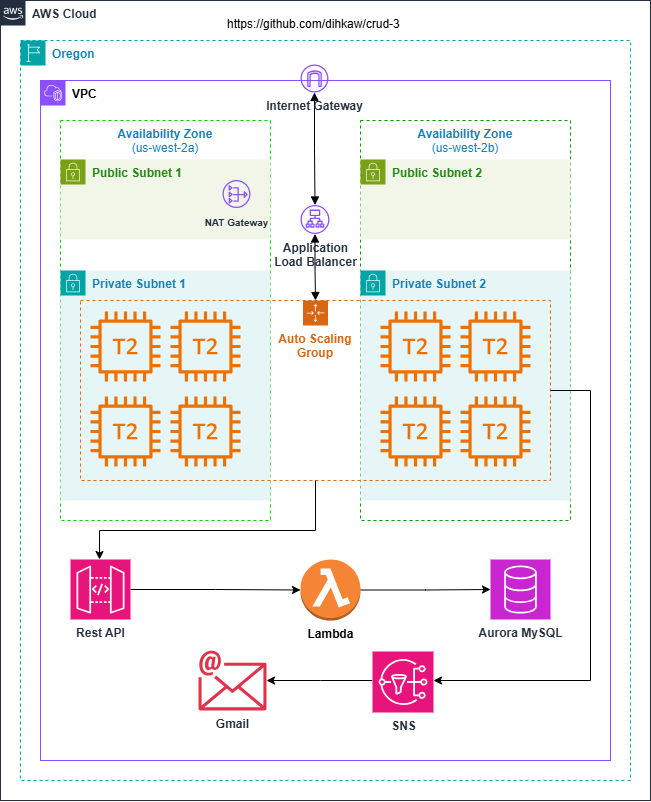 aws
AWS Cloud
https://github.com/dihkaw/crud-3
Oregon
VPC
Internet Gateway
Availability Zone
(us-west-2a)
Availability Zone
(us-west-2b)
Public Subnet 1
Public Subnet 2
NAT Gateway
Application
Load Balancer
Private Subnet 1
Private Subnet 2
Auto Scaling
Group
T2
T2
T2
T2
T2
T2
T2
T2
</>
Rest API
Lambda
Aurora MySQL
@
Gmail
SNS